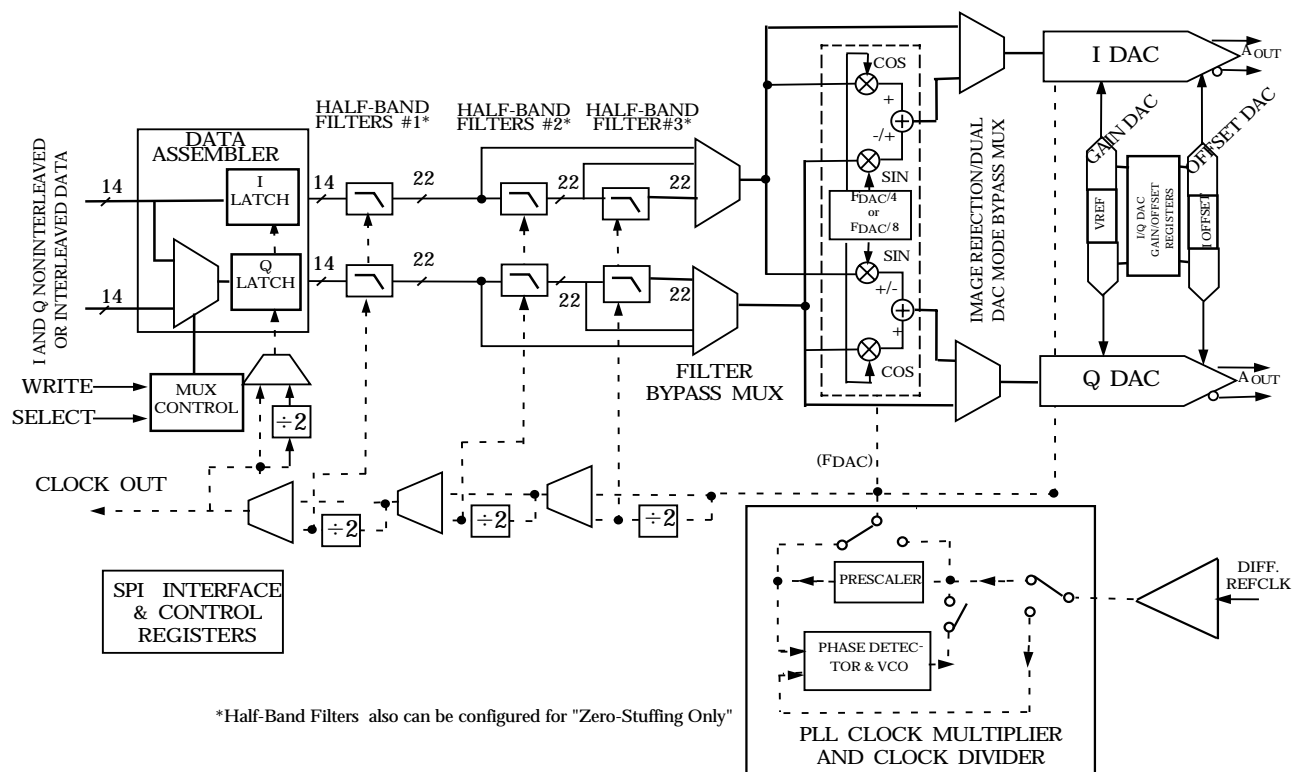 COS
I DAC
AOUT
HALF-BAND
FILTERS #1*
HALF-BAND
FILTERS #2*
HALF-BAND
FILTER#3*
+
-/+
SIN
DATA
ASSEMBLER
14
I
LATCH
14
22
22
22
FDAC/4
or
FDAC/8
SIN
+/-
+
COS
IMAGE REJECTION/DUAL
DAC MODE BYPASS MUX
GAIN DAC
OFFSET DAC
VREF
I/Q DAC
GAIN/OFFSET
REGISTERS
I OFFSET
I AND Q NONINTERLEAVED
OR INTERLEAVED DATA
14
Q
LATCH
14
22
22
22
FILTER
BYPASS MUX
Q DAC
AOUT
WRITE
SELECT
MUX
CONTROL
÷2
CLOCK OUT
÷2
÷2
÷2
(FDAC)
SPI INTERFACE
& CONTROL
REGISTERS
PRESCALER
PHASE DETEC-
TOR & VCO
DIFF.
REFCLK
*Half-Band Filters also can be configured for "Zero-Stuffing Only"
PLL CLOCK MULTIPLIER
AND CLOCK DIVIDER